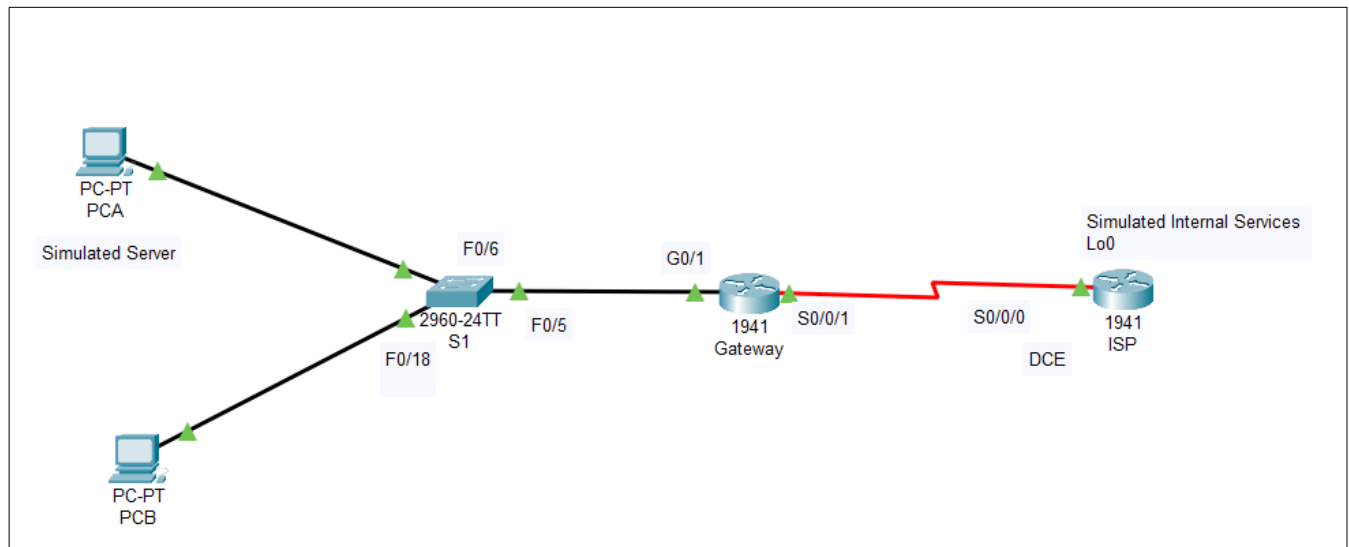 PC-PT
PCA
Simulated Server
F0/6
2960-24TT
S1
F0/5
F0/18
PC-PT
PCB
G0/1
1941
Gateway
S0/0/1
S0/0/0
DCE
Simulated Internal Services
Lo0
1941
ISP